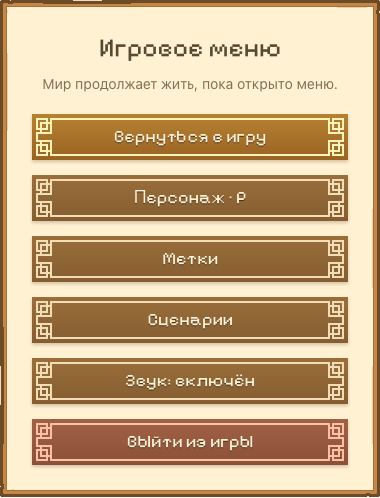 Игровое меню
Мир продолжает жить, пока открыто меню.
Вернуться в игру
Персонаж · P
Метки
Сценарии
Звук: включён
Выйти из игры